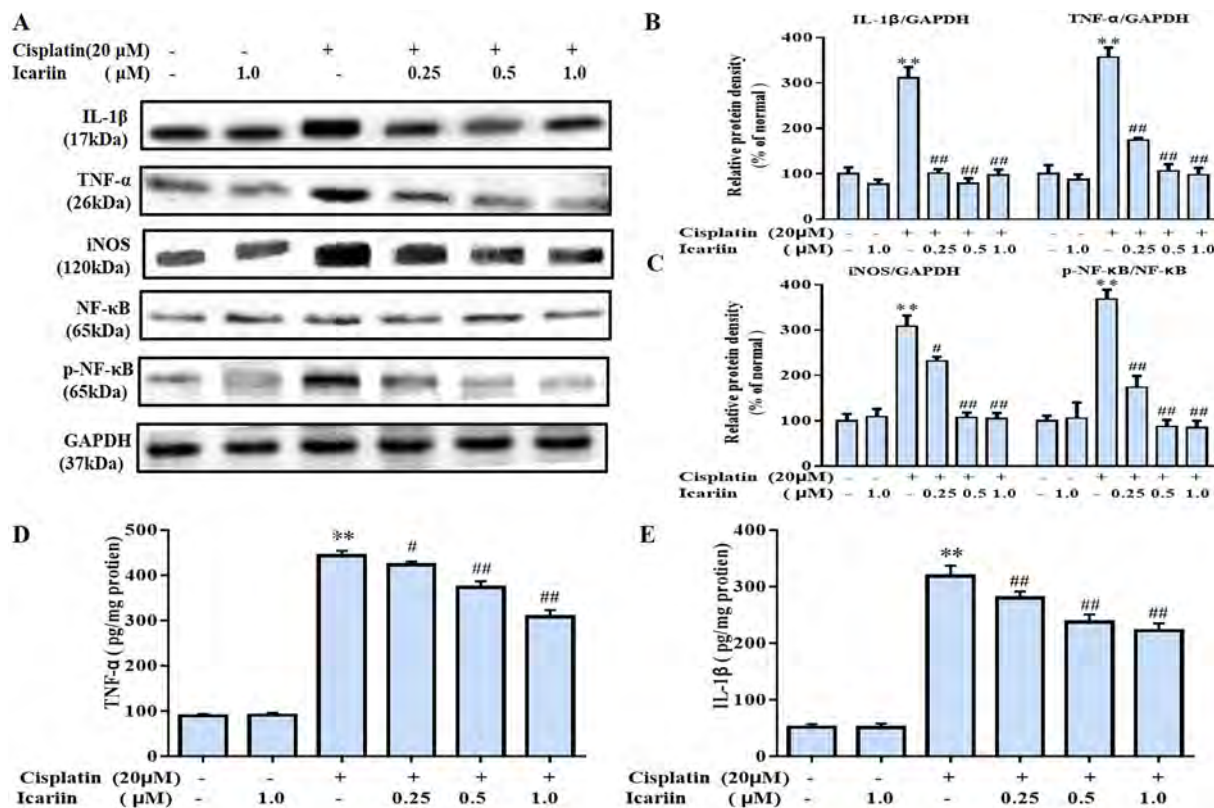 A
Cisplatin(20 μM) - - + + + +
Icariin ( μM) - 1.0 - 0.25 0.5 1.0
IL-1β
(17kDa)
TNF-α
(26kDa)
iNOS
(120kDa)
NF-κB
(65kDa)
p-NF-κB
(65kDa)
GAPDH
(37kDa)
B
IL-1β/GAPDH TNF-α/GAPDH
Relative protein density
(% of normal)
400
300
200
100
0
** ## ## ## ** ## ## ##
Cisplatin (20μM) - - + + + + - - + + + +
Icariin ( μM) - 1.0 - 0.25 0.5 1.0 - 1.0 - 0.25 0.5 1.0
C
iNOS/GAPDH p-NF-κB/NF-κB
Relative protein density
(% of normal)
400
300
200
100
0
** # ## ## ** ## ## ##
Cisplatin (20μM) - - + + + + - - + + + +
Icariin ( μM) - 1.0 - 0.25 0.5 1.0 - 1.0 - 0.25 0.5 1.0
D
TNF-α ( pg/mg protien)
500
400
300
200
100
0
** # ## ##
Cisplatin (20μM) - - + + + +
Icariin ( μM) - 1.0 - 0.25 0.5 1.0
E
IL-1β ( pg/mg protien)
400
300
200
100
0
** ## ## ##
Cisplatin (20μM) - - + + + +
Icariin ( μM) - 1.0 - 0.25 0.5 1.0